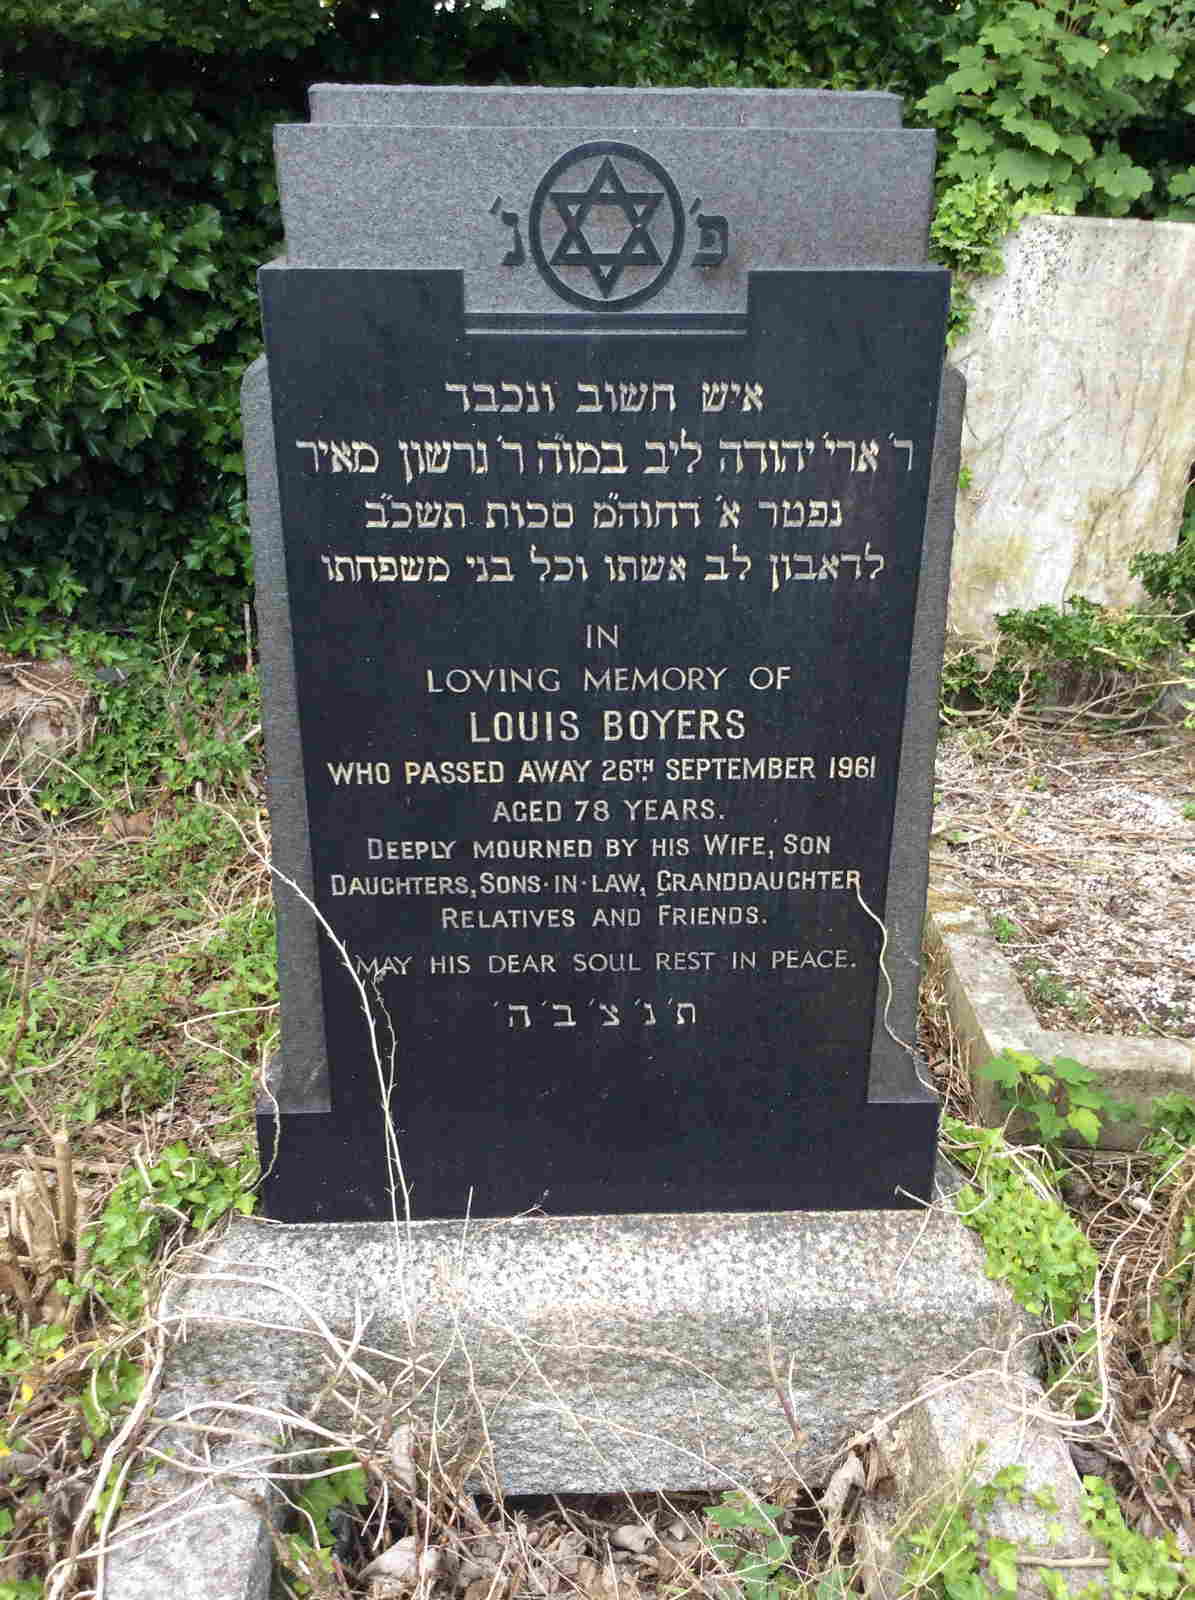 פ׳ נ׳
איש חשוב ונכבד
ר׳ ארי׳ יהודה ליב במו״ה ר׳ גרשון מאיר
נפטר א׳ דחוה״מ סכות תשכ״ב
לדאבון לב אשתו וכל בני משפחתו
IN
LOVING MEMORY OF
LOUIS BOYERS
WHO PASSED AWAY 26TH SEPTEMBER 1961
AGED 78 YEARS.
DEEPLY MOURNED BY HIS WIFE, SON
DAUGHTERS, SONS-IN-LAW, GRANDDAUGHTER
RELATIVES AND FRIENDS.
MAY HIS DEAR SOUL REST IN PEACE.
ת׳ נ׳ צ׳ ב׳ ה׳